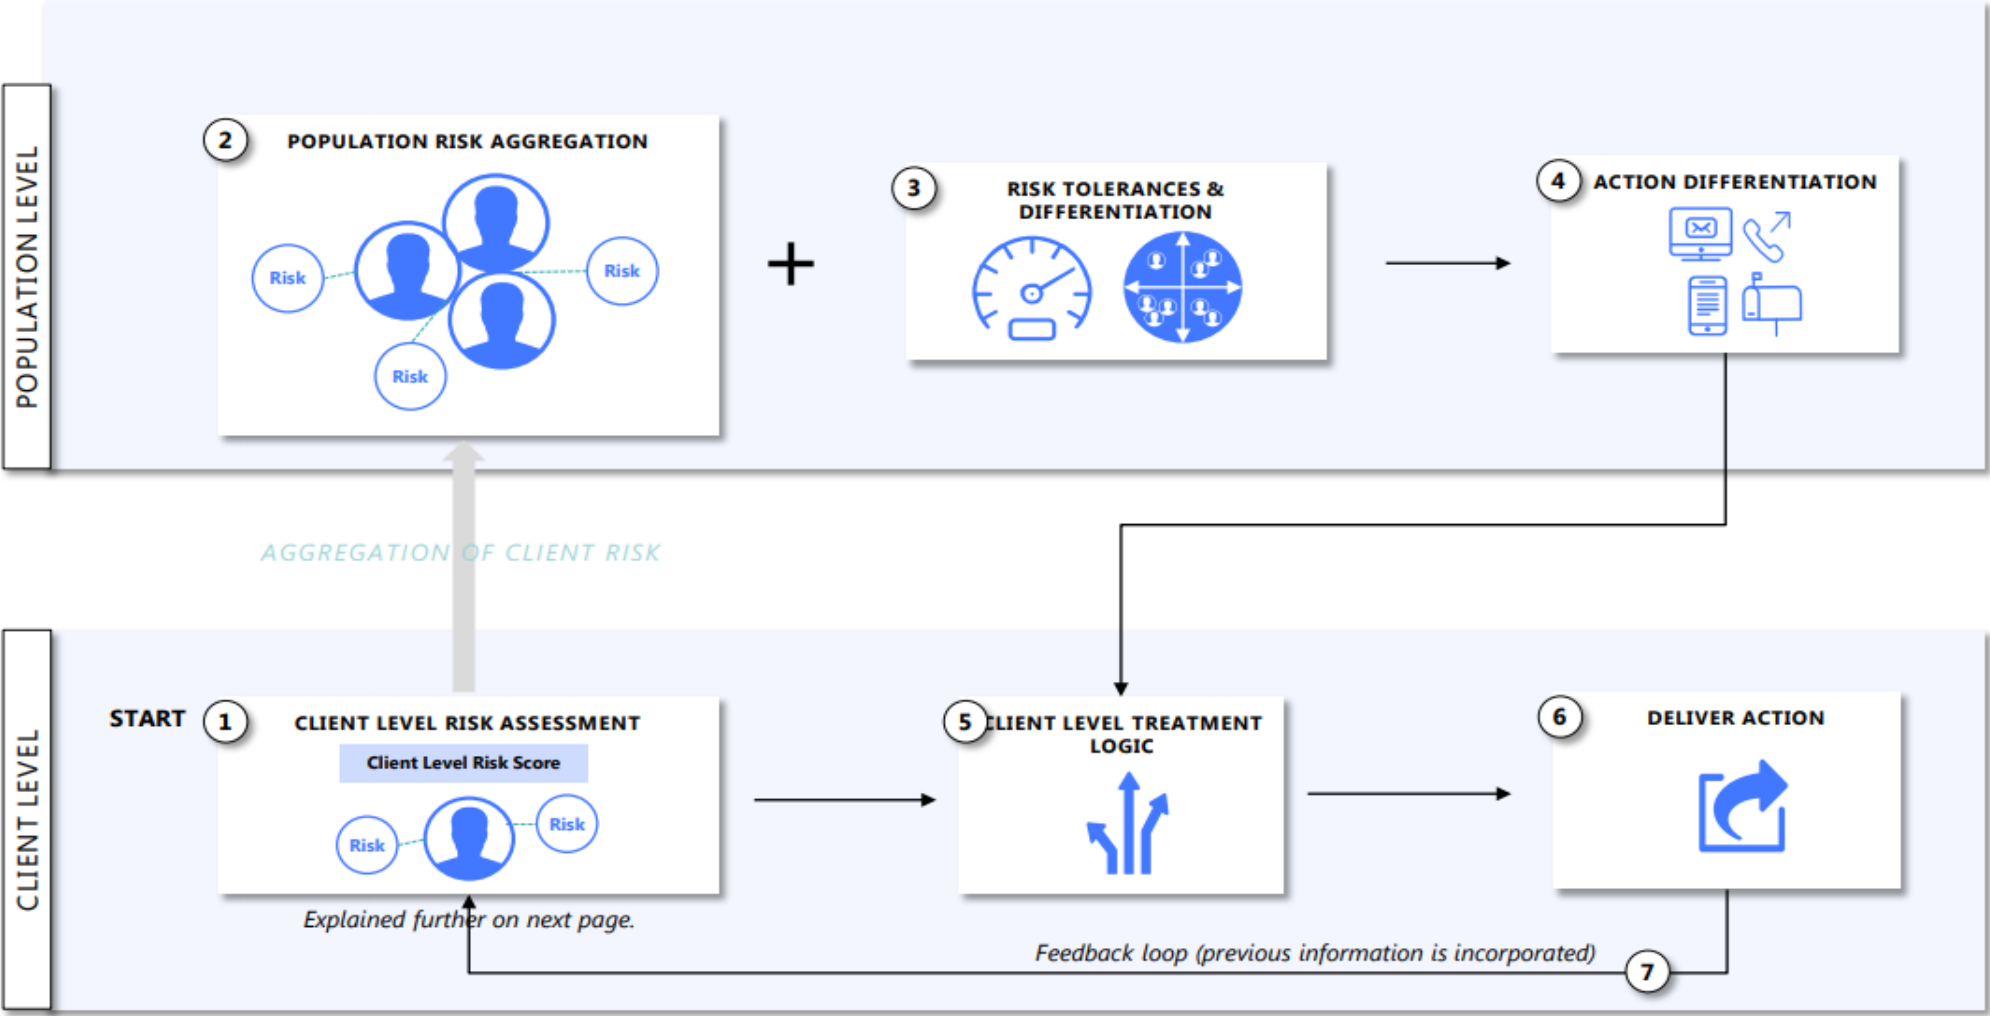 POPULATION LEVEL
2
POPULATION RISK AGGREGATION
Risk
Risk
Risk
3
RISK TOLERANCES &
DIFFERENTIATION
4
ACTION DIFFERENTIATION
AGGREGATION OF CLIENT RISK
CLIENT LEVEL
START
1
CLIENT LEVEL RISK ASSESSMENT
Client Level Risk Score
Risk
Risk
Explained further on next page.
5
CLIENT LEVEL TREATMENT
LOGIC
6
DELIVER ACTION
Feedback loop (previous information is incorporated)
7